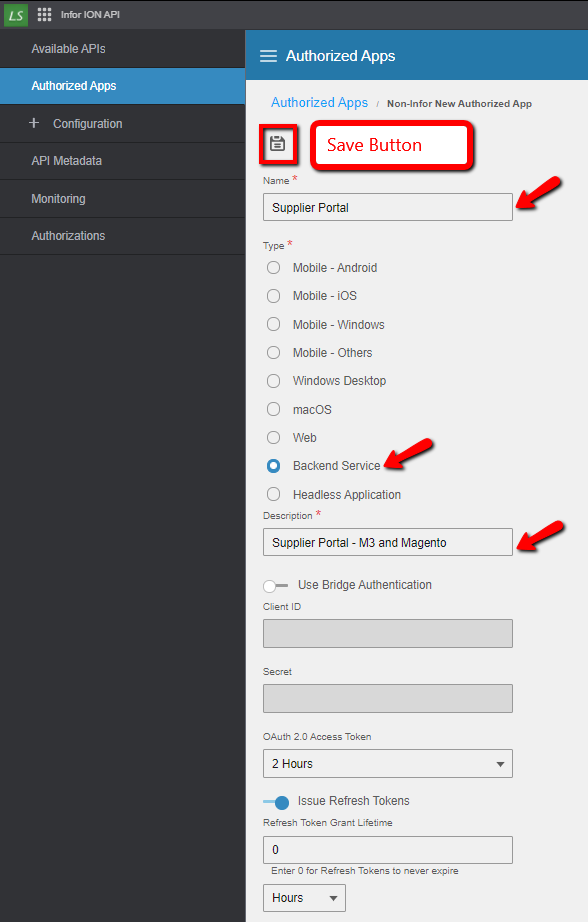 LS
Infor ION API
Available APIs
Authorized Apps
+ Configuration
API Metadata
Monitoring
Authorizations
Authorized Apps
Authorized Apps / Non-Infor New Authorized App
Save Button
Name *
Supplier Portal
Type *
Mobile - Android
Mobile - iOS
Mobile - Windows
Mobile - Others
Windows Desktop
macOS
Web
Backend Service
Headless Application
Description *
Supplier Portal - M3 and Magento
Use Bridge Authentication
Client ID
Secret
OAuth 2.0 Access Token
2 Hours
Issue Refresh Tokens
Refresh Token Grant Lifetime
0
Enter 0 for Refresh Tokens to never expire
Hours